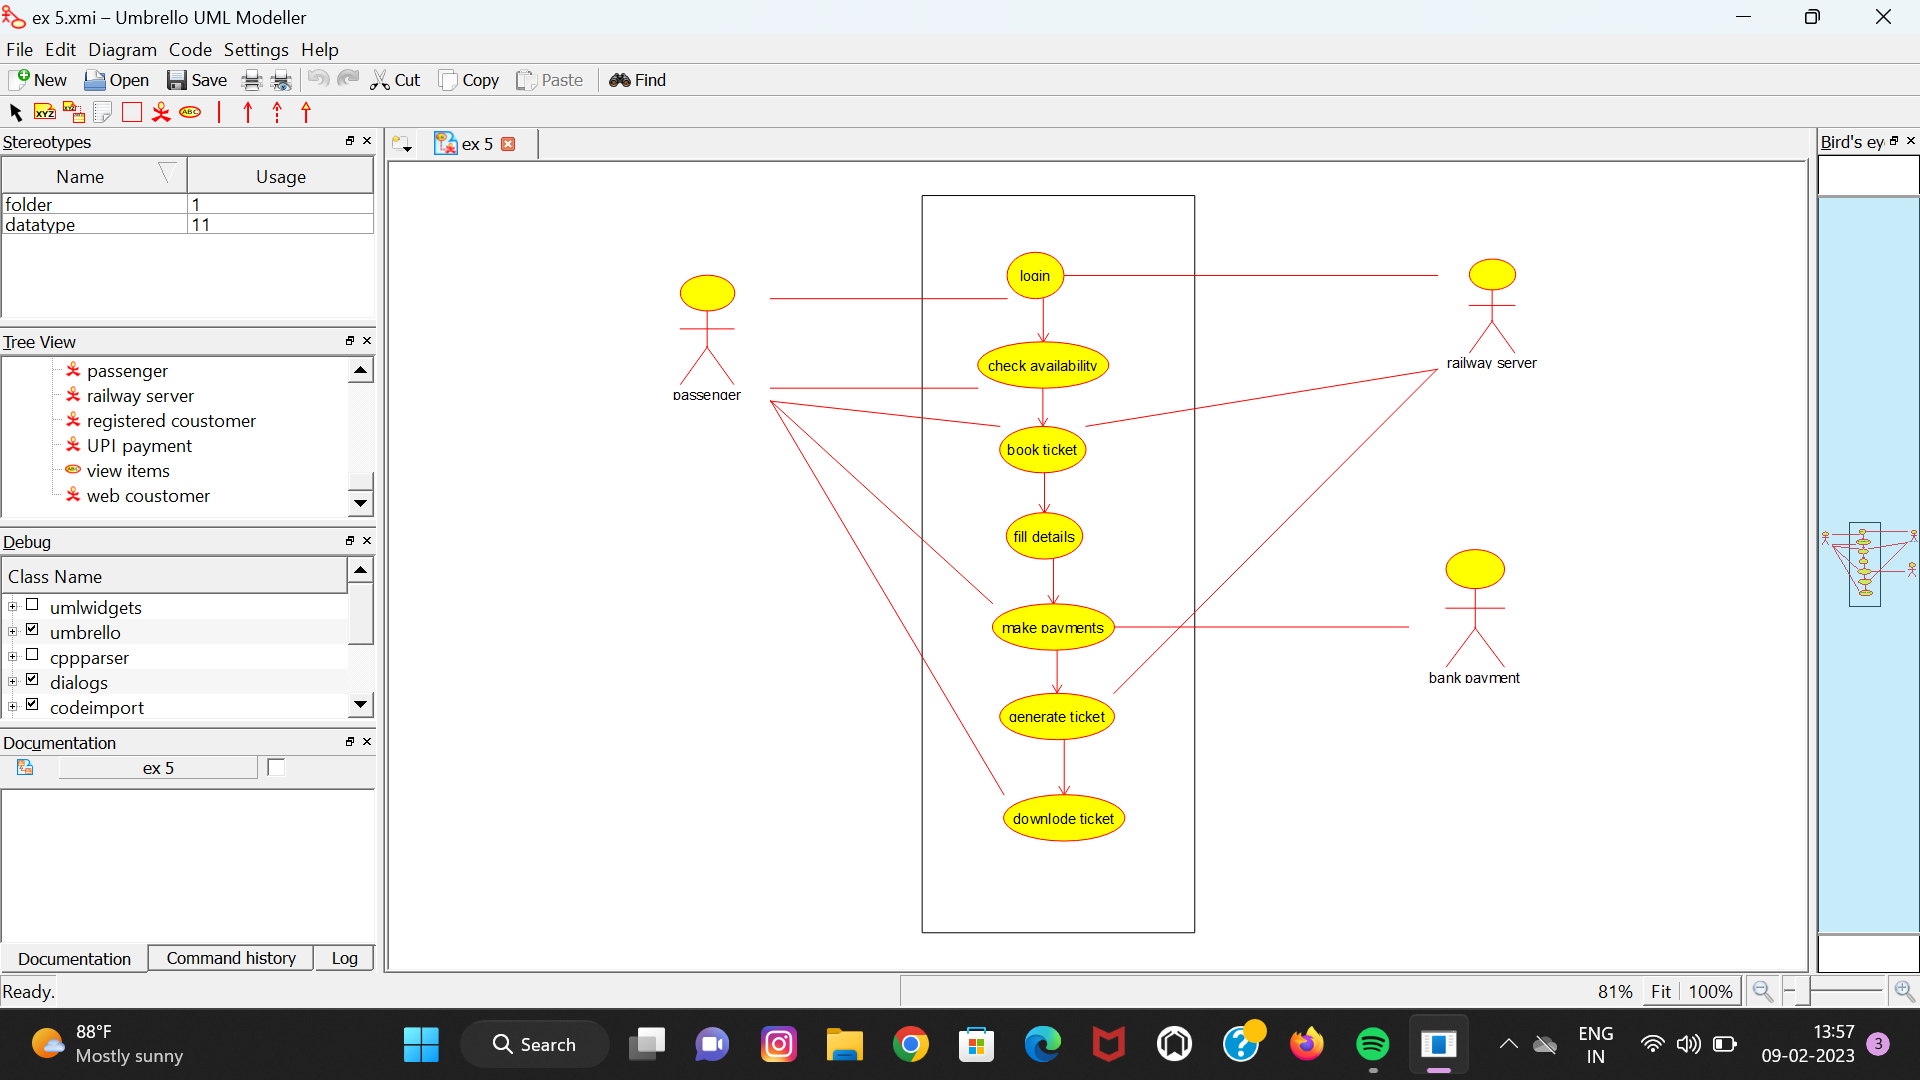 ex 5.xmi – Umbrello UML Modeller
File Edit Diagram Code Settings Help
New Open Save Cut Copy Paste Find
XYZ XYZ ABC
Stereotypes
Name Usage
folder 1
datatype 11
Tree View
passenger
railway server
registered coustomer
UPI payment
view items
web coustomer
Debug
Class Name
umlwidgets
umbrello
cppparser
dialogs
codeimport
Documentation
ex 5
Documentation Command history Log
ex 5
login
check availability
book ticket
fill details
make payments
generate ticket
downlode ticket
passenger
railway server
bank payment
Bird's ey
Ready.
81% Fit 100%
88°F
Mostly sunny
Search
ENG
IN
13:57
09-02-2023
3